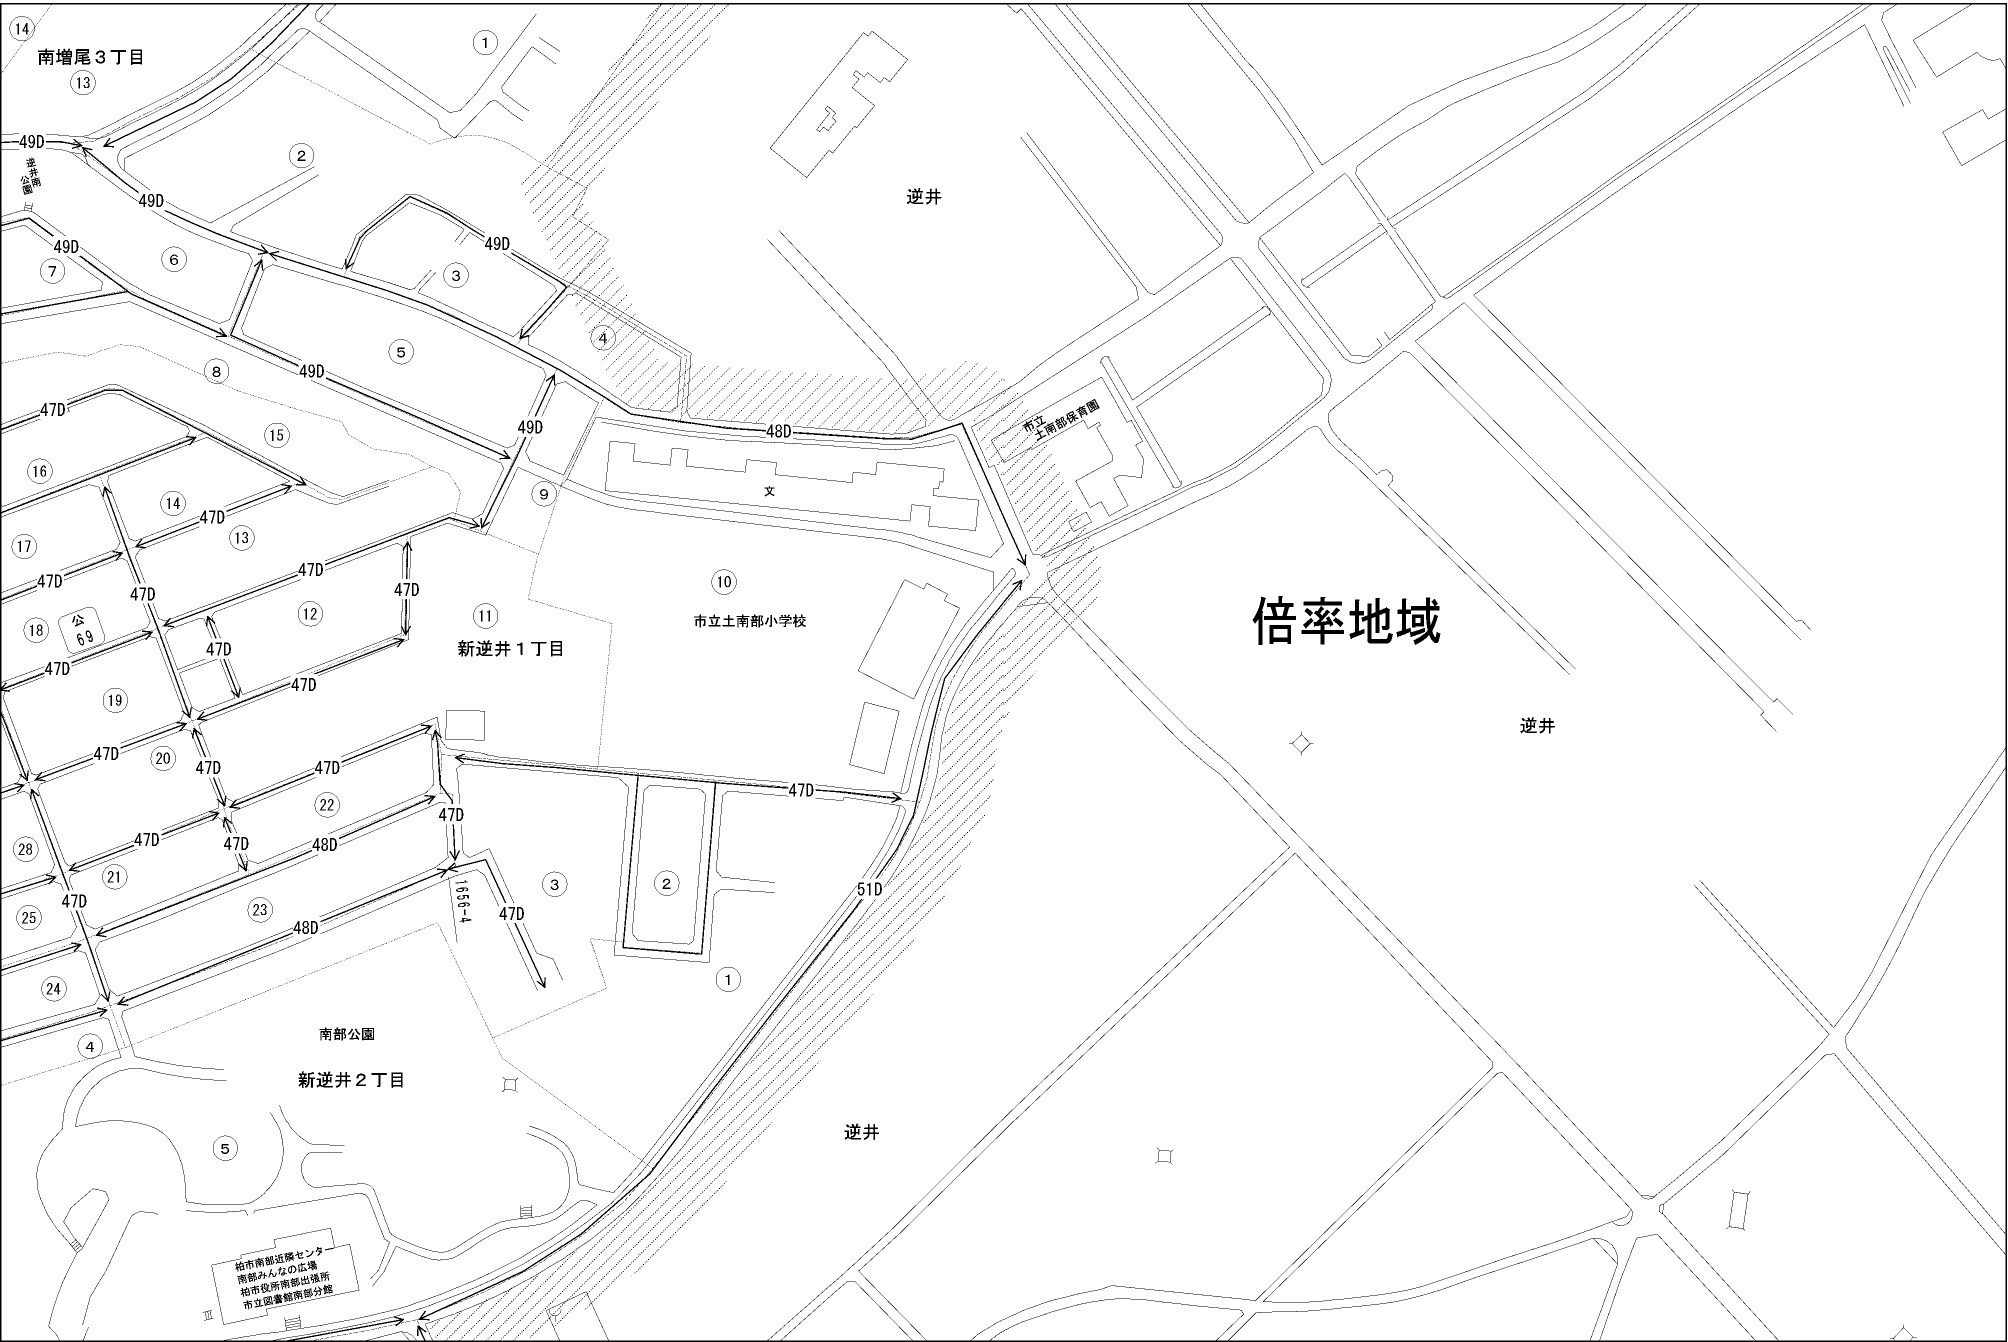 14
南増尾３丁目
13
1
49D
逆井南
公園
2
49D
逆井
49D
6
49D
7
3
4
5
8
49D
47D
49D
48D
市立
土南部保育園
15
16
14
文
9
47D
17
13
47D
47D
47D
47D
10
倍率地域
18
公
69
12
11
市立土南部小学校
47D
新逆井１丁目
47D
47D
19
逆井
47D
20
47D
47D
22
47D
47D
47D
47D
48D
28
21
3
2
51D
47D
1656-4
25
23
47D
48D
24
1
南部公園
4
新逆井２丁目
逆井
5
柏市南部近隣センタ
南部みんなの広場
柏市役所南部出張所
市立図書館南部分館